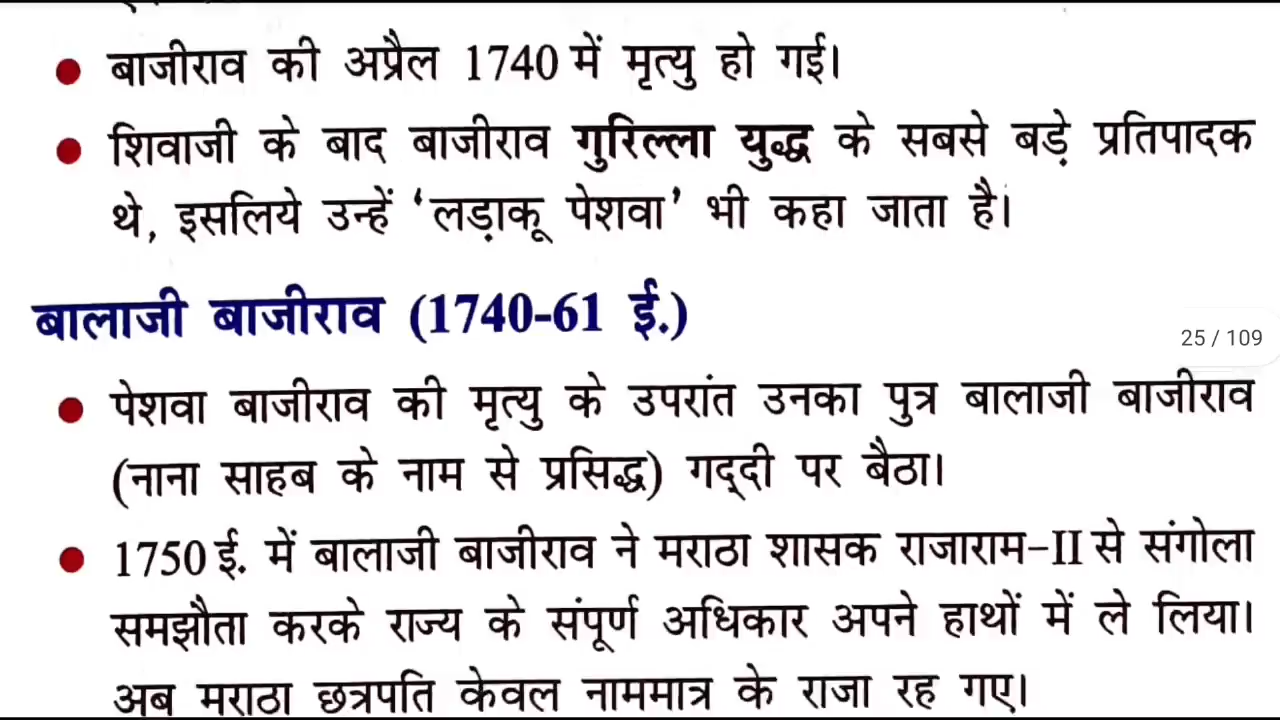 बाजीराव की अप्रैल 1740 में मृत्यु हो गई।
शिवाजी के बाद बाजीराव गुरिल्ला युद्ध के सबसे बड़े प्रतिपादक
थे, इसलिये उन्हें ‘लड़ाकू पेशवा’ भी कहा जाता है।
बालाजी बाजीराव (1740-61 ई.)
25 / 109
पेशवा बाजीराव की मृत्यु के उपरांत उनका पुत्र बालाजी बाजीराव
(नाना साहब के नाम से प्रसिद्ध) गद्‌दी पर बैठा।
1750 ई. में बालाजी बाजीराव ने मराठा शासक राजाराम-II से संगोला
समझौता करके राज्य के संपूर्ण अधिकार अपने हाथों में ले लिया।
अब मराठा छत्रपति केवल नाममात्र के राजा रह गए।